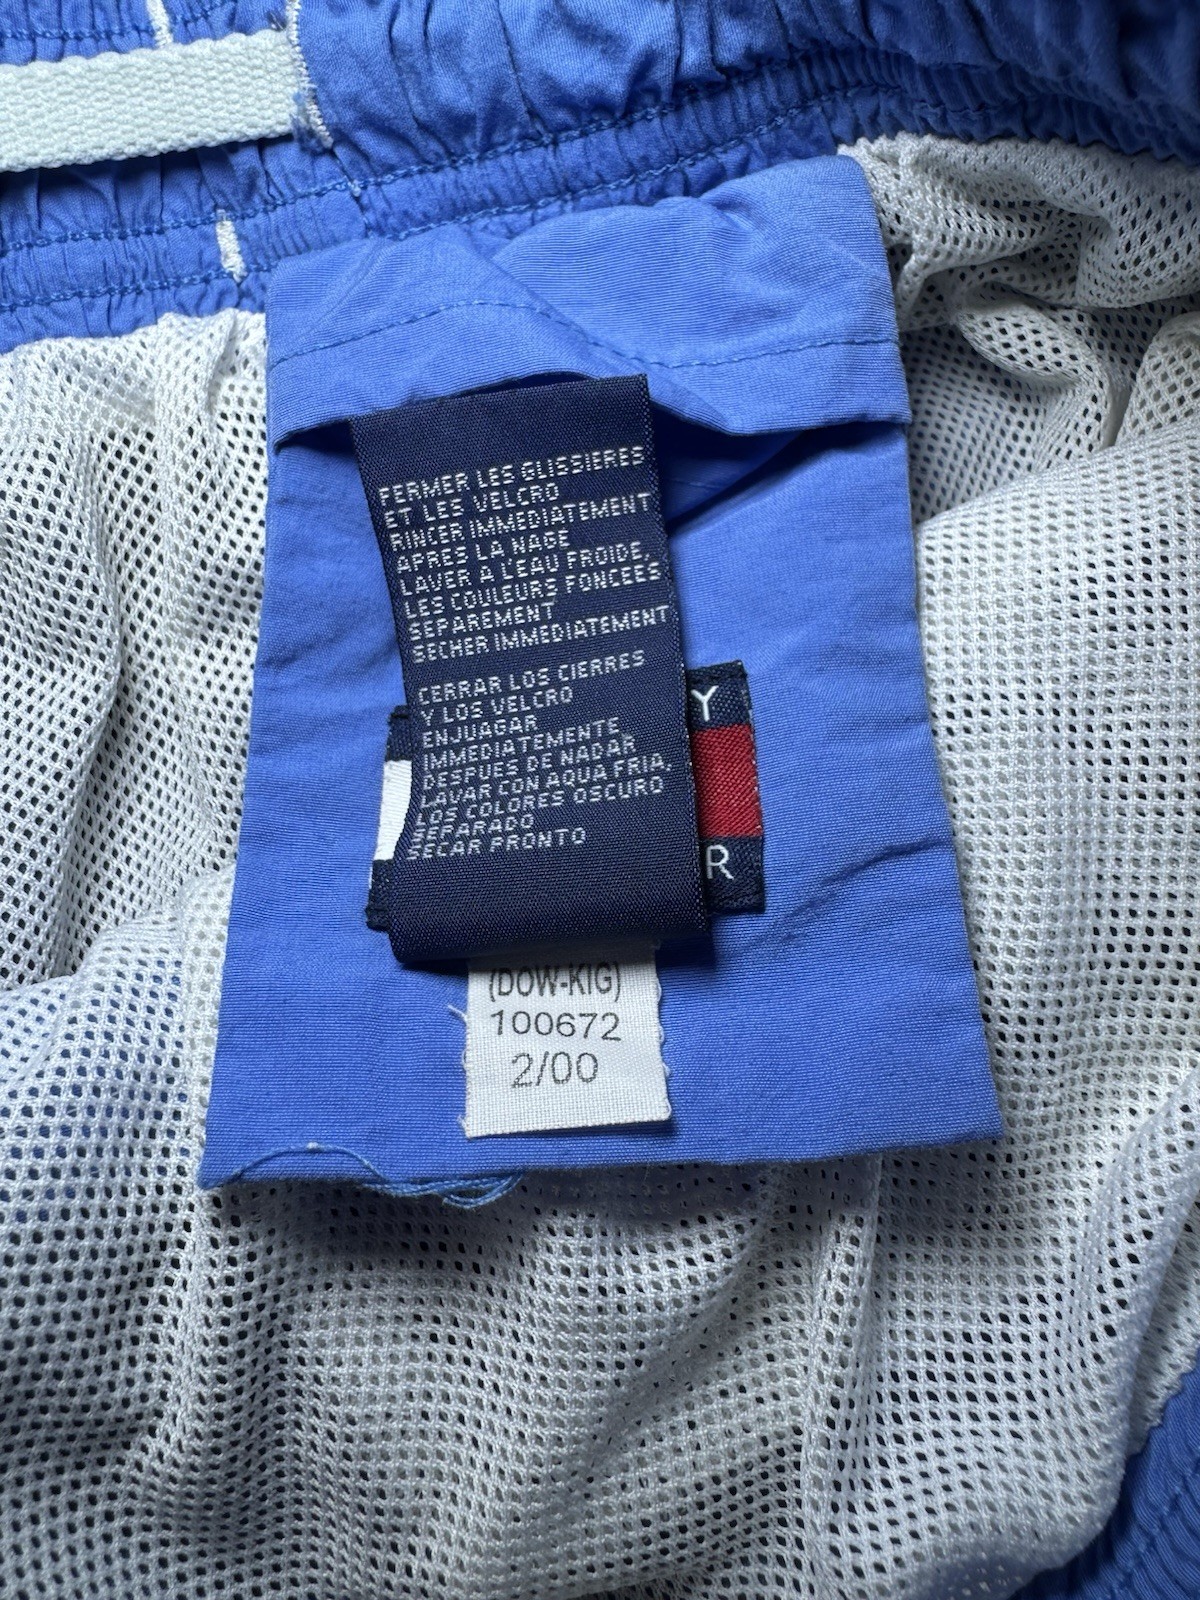 FERMER LES GLISSIERES
ET LES VELCRO
RINCER IMMEDIATEMENT
APRES LA NAGE
LAVER A L'EAU FROIDE,
LES COULEURS FONCEES
SEPAREMENT
SECHER IMMEDIATEMENT
CERRAR LOS CIERRES
Y LOS VELCRO
ENJUAGAR
IMMEDIATEMENTE
DESPUES DE NADAR
LAVAR CON AQUA FRIA,
LOS COLORES OSCURO
SEPARADO
SECAR PRONTO
Y
R
(DOW-KIG)
100672
2/00